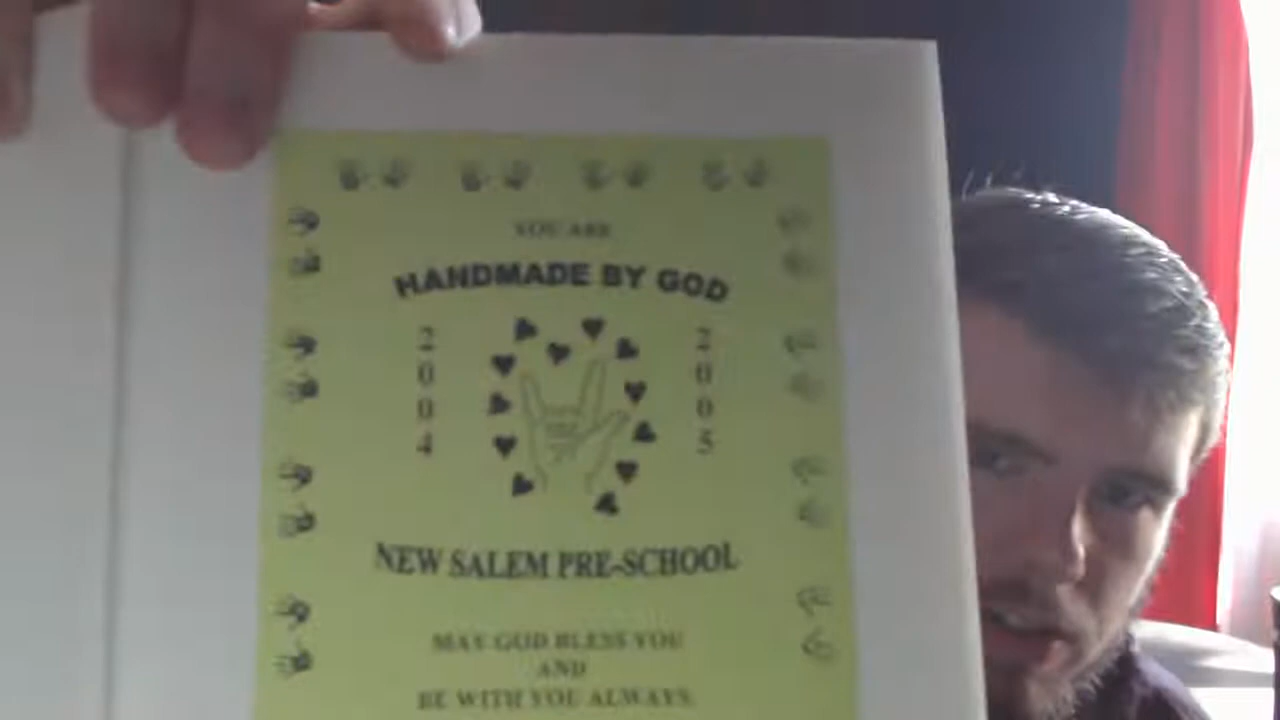 YOU ARE
HANDMADE BY GOD
2004
2005
NEW SALEM PRE-SCHOOL
MAY GOD BLESS YOU
AND
BE WITH YOU ALWAYS